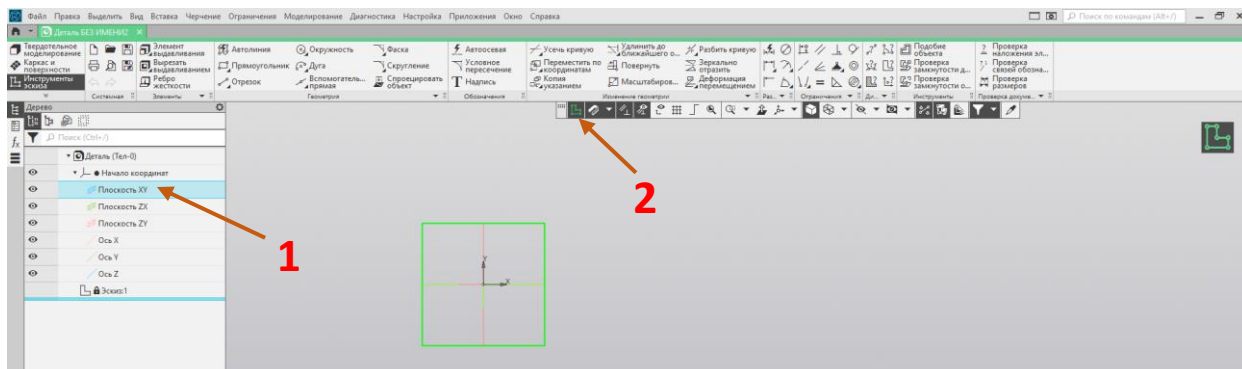 Файл Правка Выделить Вид Вставка Черчение Ограничения Моделирование Диагностика Настройка Приложения Окно Справка
Поиск по командам (Alt+/)
Деталь БЕЗ ИМЕНИ2
Твердотельное моделирование
Каркас и поверхности
Инструменты эскиза
Элемент выдавливания
Вырезать выдавливанием
Ребро жесткости
Автолиния
Прямоугольник
Отрезок
Окружность
Дуга
Вспомогатель... прямая
Фаска
Скругление
Спроецировать объект
Автоосевая
Условное пересечение
Надпись
Усечь кривую
Переместить по координатам
Копия указанием
Удлинить до ближайшего о...
Повернуть
Масштабиров...
Разбить кривую
Зеркально отразить
Деформация перемещением
Подобие объекта
Проверка замкнутости д...
Проверка замкнутости о...
Проверка наложения эл...
Проверка связей обозна...
Проверка размеров
Системная
Элементы
Геометрия
Обозначения
Изменение геометрии
Раз...
Ограничения
Ди...
Инструменты
Проверка докуме...
Дерево
Поиск (Ctrl+/)
Деталь (Тел-0)
Начало координат
Плоскость XY
Плоскость ZX
Плоскость ZY
Ось X
Ось Y
Ось Z
Эскиз:1
1
2
Y
X